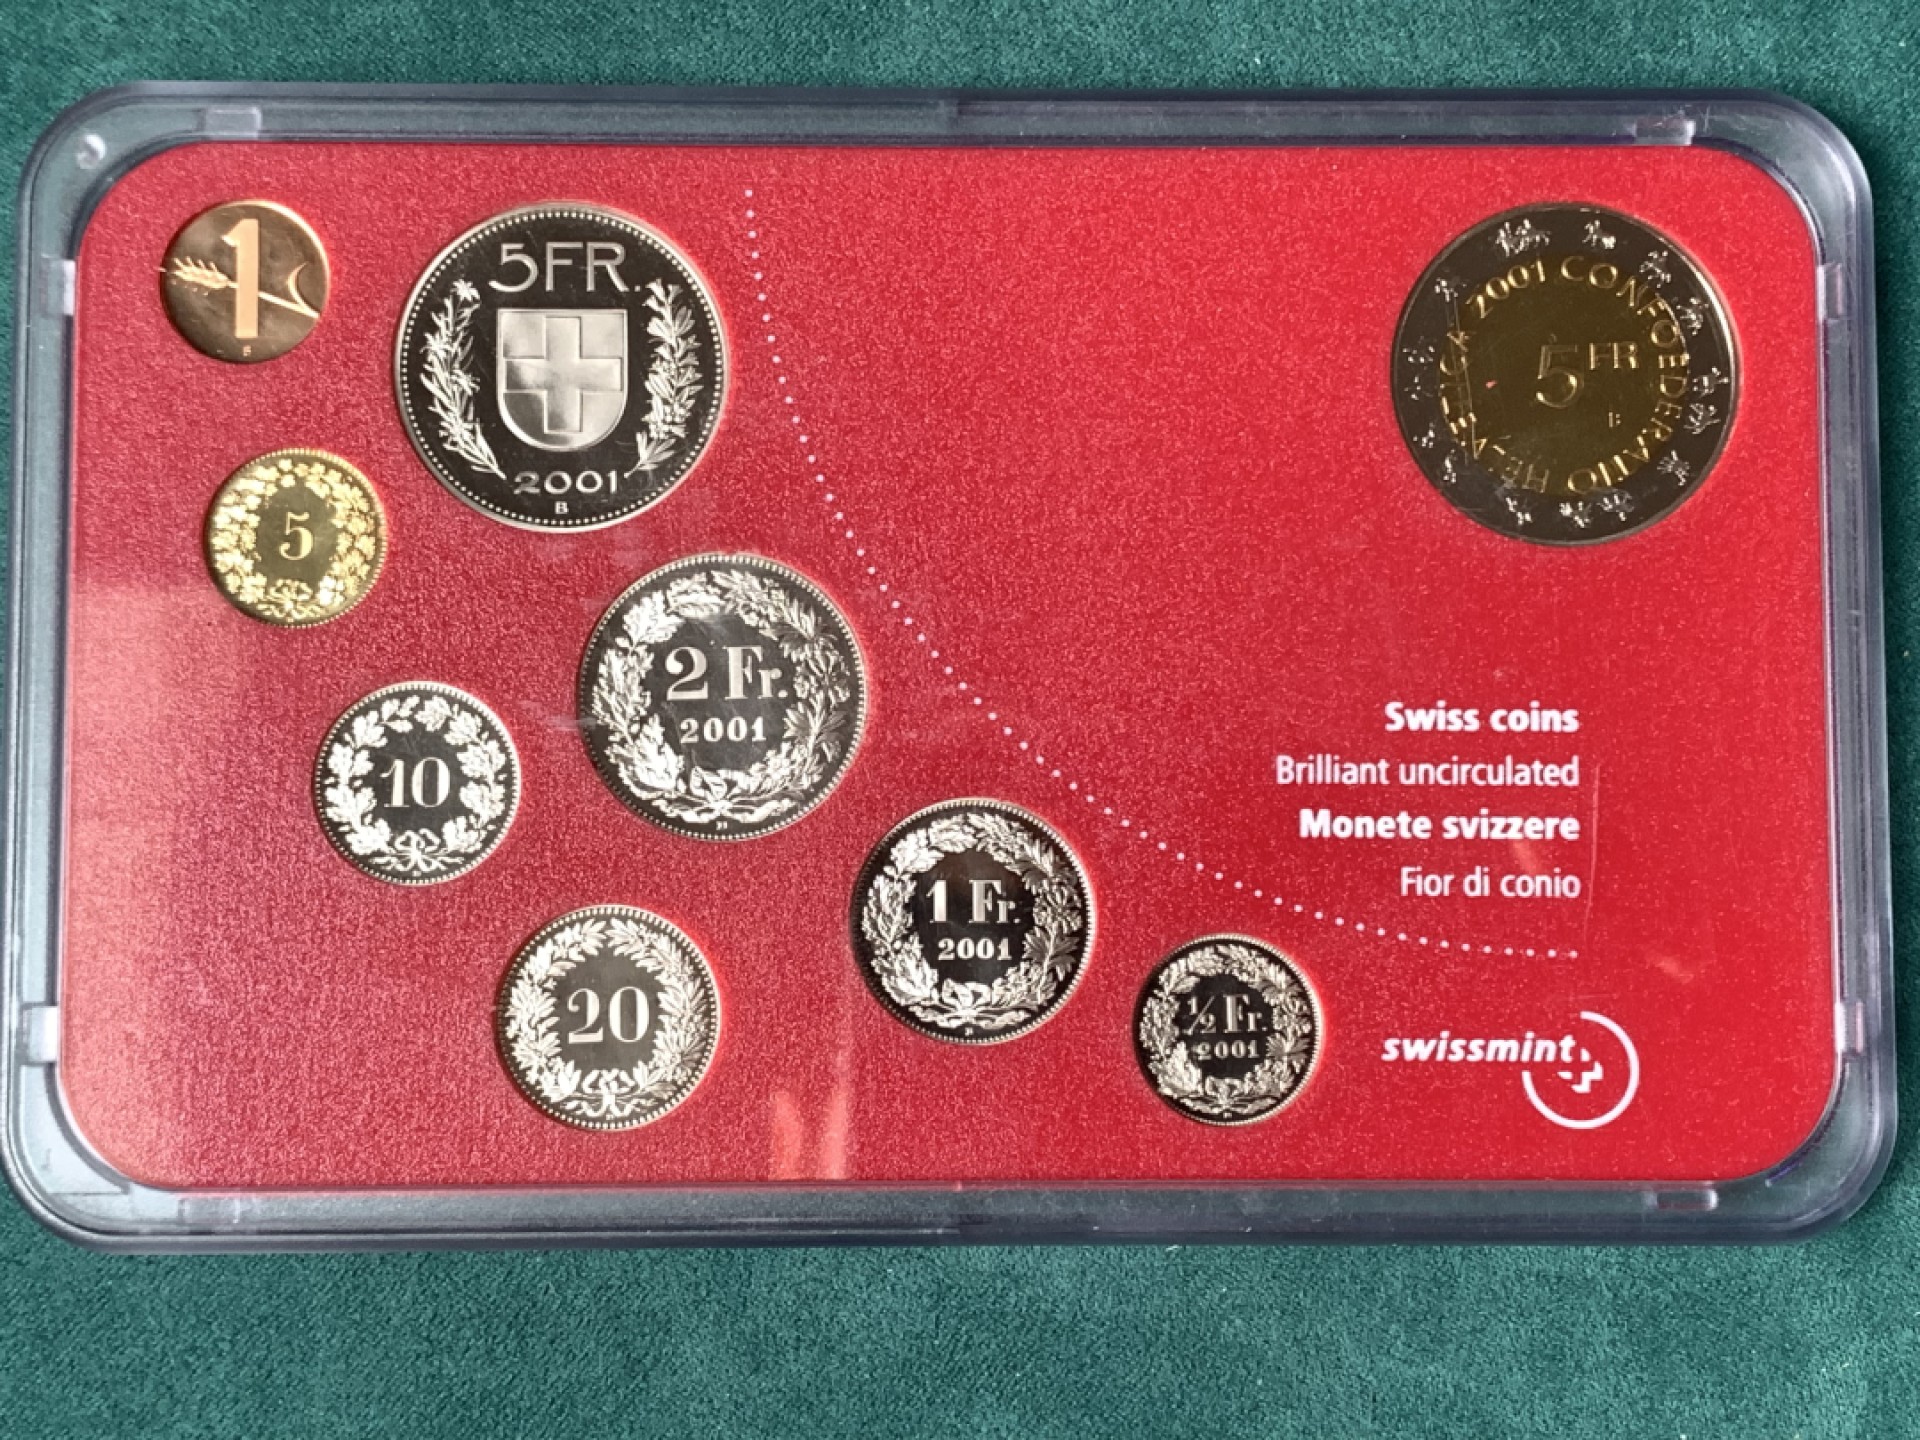 1
B
5FR.
2001
B
2001 CONFOEDERATIO HELVETICA
5 FR
B
5
2 Fr.
2001
B
10
1 Fr.
2001
B
20
½ Fr.
2001
B
Swiss coins
Brilliant uncirculated
Monete svizzere
Fior di conio
swissmint